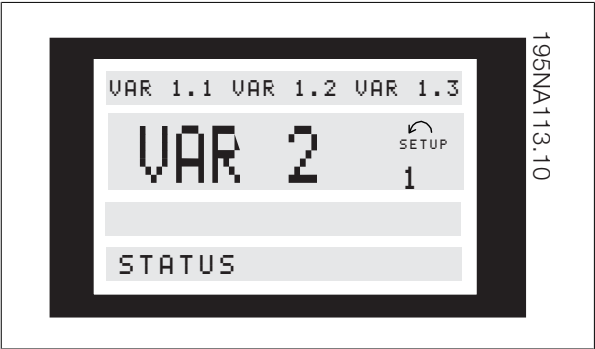 VAR 1.1 VAR 1.2 VAR 1.3
VAR 2
SETUP
1
STATUS
195NA113.10